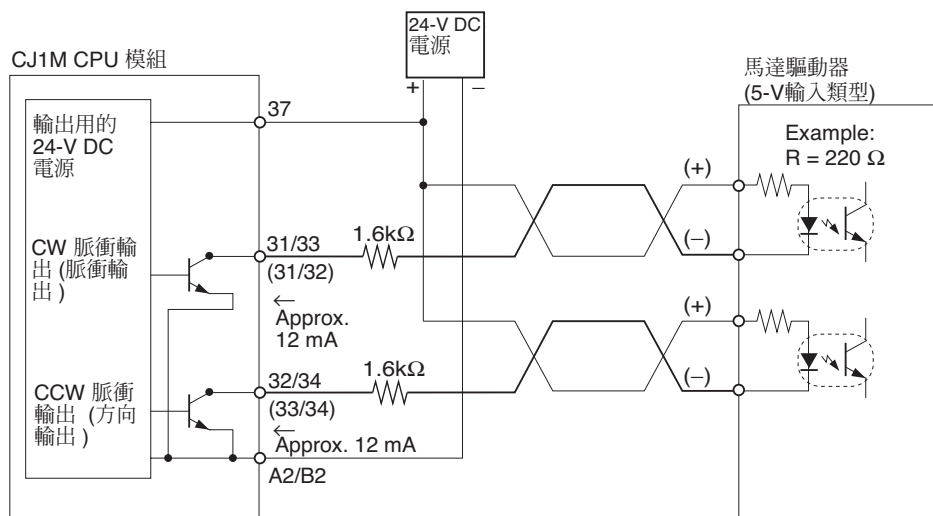 24-V DC
電源
CJ1M CPU 模組
+
−
馬達驅動器
(5-V輸入類型)
輸出用的
24-V DC
電源
37
Example:
R = 220 Ω
(+)
(−)
CW 脈衝輸
出 (脈衝輸
出 )
31/33
(31/32)
1.6kΩ
←
Approx.
12 mA
(+)
(−)
CCW 脈衝
輸出 (方向
輸出 )
32/34
(33/34)
1.6kΩ
←
Approx. 12 mA
A2/B2